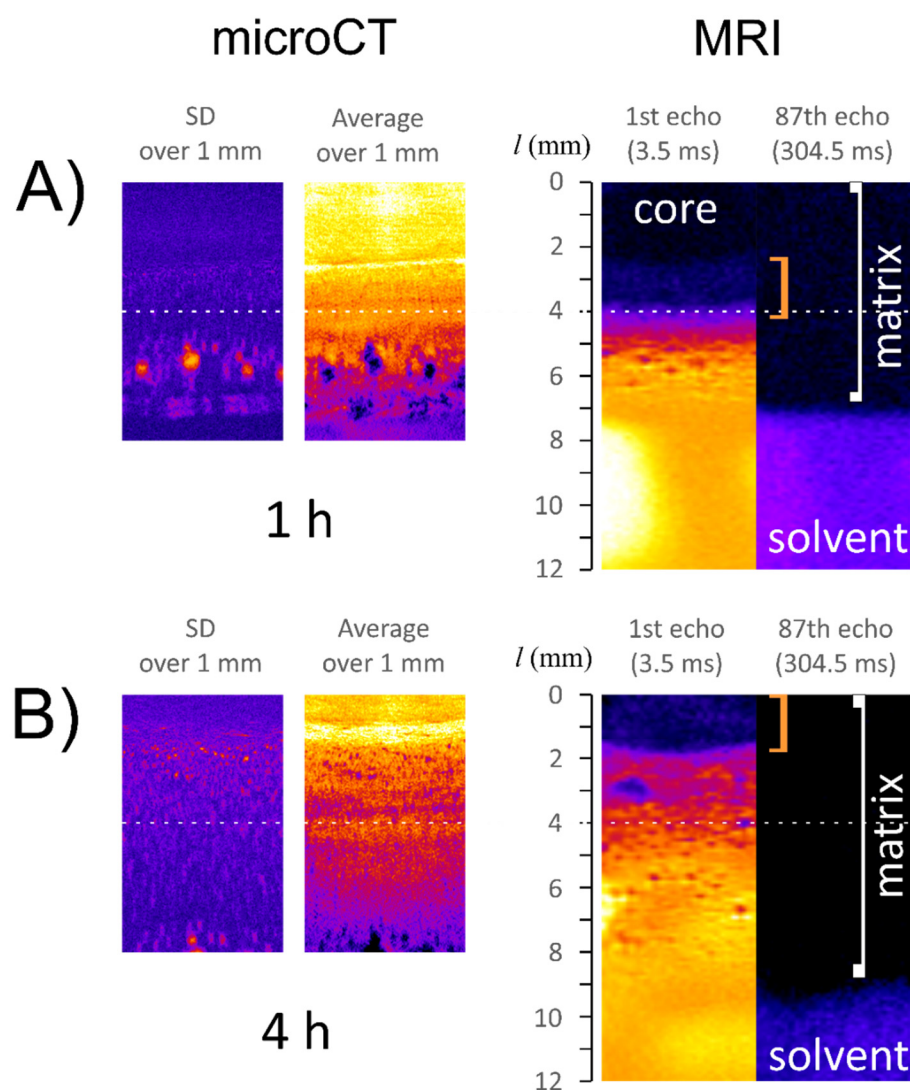 microCT
MRI
A)
SD
over 1 mm
Average
over 1 mm
l (mm)
1st echo
(3.5 ms)
87th echo
(304.5 ms)
0
2
4
6
8
10
12
core
matrix
solvent
1 h
B)
SD
over 1 mm
Average
over 1 mm
l (mm)
1st echo
(3.5 ms)
87th echo
(304.5 ms)
0
2
4
6
8
10
12
matrix
solvent
4 h